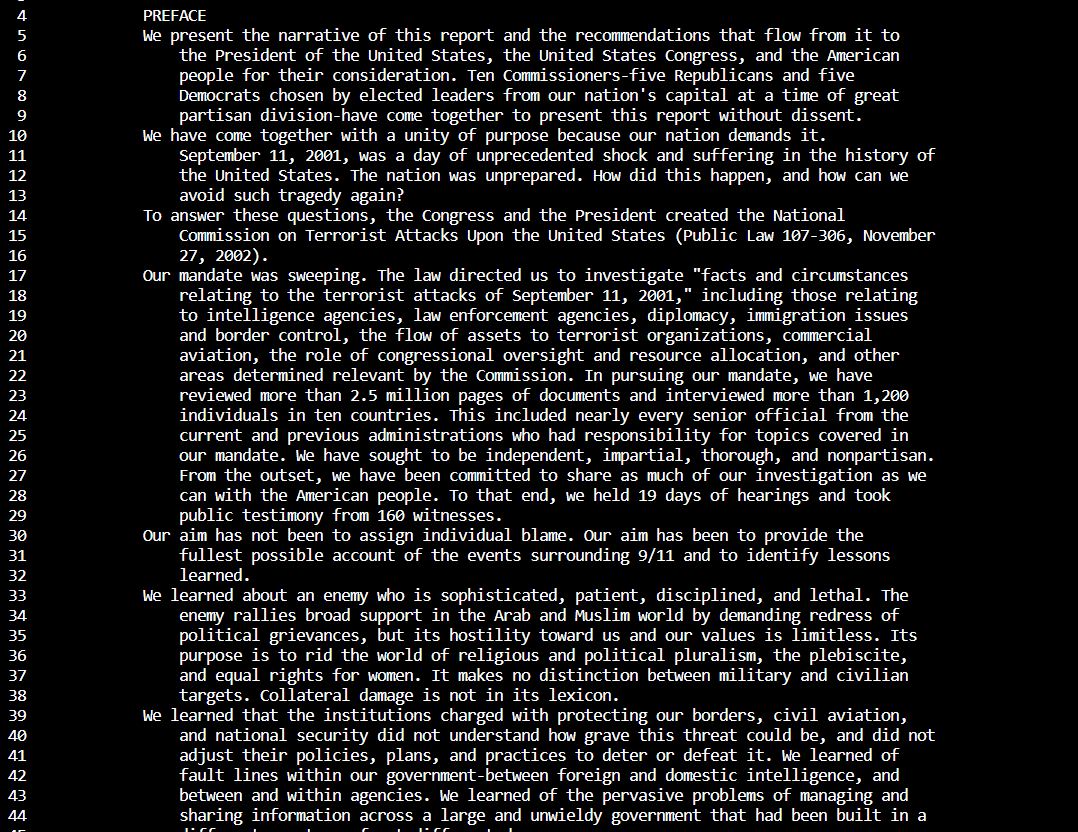 4 PREFACE
5 We present the narrative of this report and the recommendations that flow from it to
6 the President of the United States, the United States Congress, and the American
7 people for their consideration. Ten Commissioners-five Republicans and five
8 Democrats chosen by elected leaders from our nation's capital at a time of great
9 partisan division-have come together to present this report without dissent.
10 We have come together with a unity of purpose because our nation demands it.
11 September 11, 2001, was a day of unprecedented shock and suffering in the history of
12 the United States. The nation was unprepared. How did this happen, and how can we
13 avoid such tragedy again?
14 To answer these questions, the Congress and the President created the National
15 Commission on Terrorist Attacks Upon the United States (Public Law 107-306, November
16 27, 2002).
17 Our mandate was sweeping. The law directed us to investigate "facts and circumstances
18 relating to the terrorist attacks of September 11, 2001," including those relating
19 to intelligence agencies, law enforcement agencies, diplomacy, immigration issues
20 and border control, the flow of assets to terrorist organizations, commercial
21 aviation, the role of congressional oversight and resource allocation, and other
22 areas determined relevant by the Commission. In pursuing our mandate, we have
23 reviewed more than 2.5 million pages of documents and interviewed more than 1,200
24 individuals in ten countries. This included nearly every senior official from the
25 current and previous administrations who had responsibility for topics covered in
26 our mandate. We have sought to be independent, impartial, thorough, and nonpartisan.
27 From the outset, we have been committed to share as much of our investigation as we
28 can with the American people. To that end, we held 19 days of hearings and took
29 public testimony from 160 witnesses.
30 Our aim has not been to assign individual blame. Our aim has been to provide the
31 fullest possible account of the events surrounding 9/11 and to identify lessons
32 learned.
33 We learned about an enemy who is sophisticated, patient, disciplined, and lethal. The
34 enemy rallies broad support in the Arab and Muslim world by demanding redress of
35 political grievances, but its hostility toward us and our values is limitless. Its
36 purpose is to rid the world of religious and political pluralism, the plebiscite,
37 and equal rights for women. It makes no distinction between military and civilian
38 targets. Collateral damage is not in its lexicon.
39 We learned that the institutions charged with protecting our borders, civil aviation,
40 and national security did not understand how grave this threat could be, and did not
41 adjust their policies, plans, and practices to deter or defeat it. We learned of
42 fault lines within our government-between foreign and domestic intelligence, and
43 between and within agencies. We learned of the pervasive problems of managing and
44 sharing information across a large and unwieldy government that had been built in a